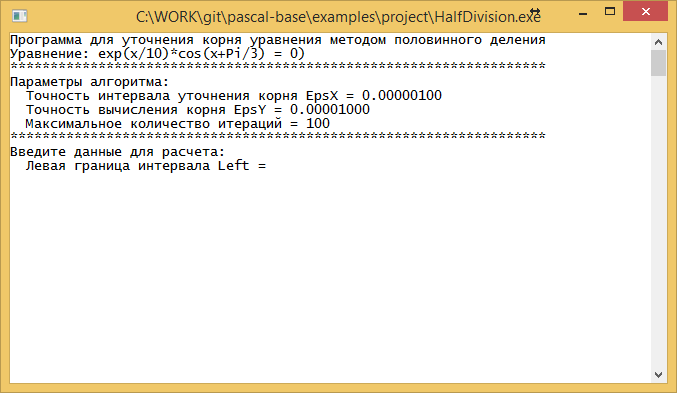 C:\WORK\git\pascal-base\examples\project\HalfDivision.exe
Программа для уточнения корня уравнения методом половинного деления
Уравнение: exp(x/10)*cos(x+Pi/3) = 0)
*******************************************************************
Параметры алгоритма:
  Точность интервала уточнения корня EpsX = 0.00000100
  Точность вычисления корня EpsY = 0.00001000
  Максимальное количество итераций = 100
*******************************************************************
Введите данные для расчета:
  Левая граница интервала Left =